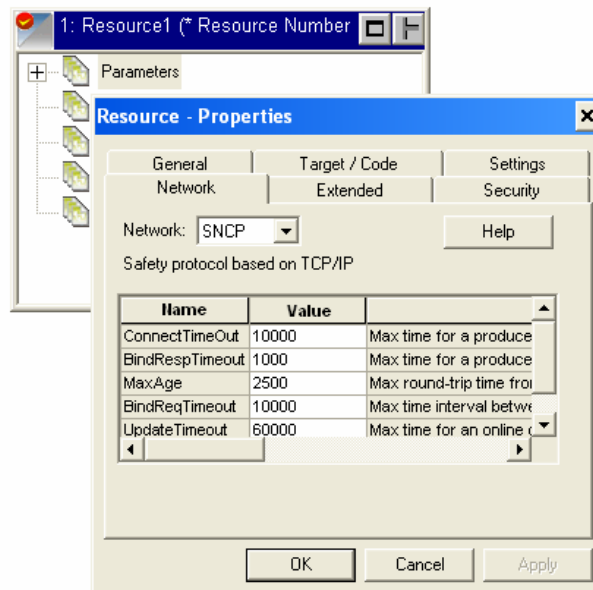 1: Resource1 (* Resource Number
Parameters
Resource - Properties
General Target / Code Settings
Network Extended Security
Network: SNCP Help
Safety protocol based on TCP/IP
Name Value
ConnectTimeOut 10000 Max time for a produce
BindRespTimeout 1000 Max time for a produce
MaxAge 2500 Max round-trip time from
BindReqTimeout 10000 Max time interval betwe
UpdateTimeout 60000 Max time for an online
OK Cancel Apply